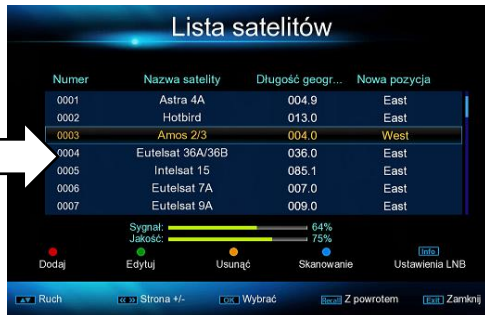 Lista satelitów
Numer Nazwa satelity Długość geogr... Nowa pozycja
0001 Astra 4A 004.9 East
0002 Hotbird 013.0 East
0003 Amos 2/3 004.0 West
0004 Eutelsat 36A/36B 036.0 East
0005 Intelsat 15 085.1 East
0006 Eutelsat 7A 007.0 East
0007 Eutelsat 9A 009.0 East
Sygnał: 64%
Jakość: 75%
Info
Dodaj Edytuj Usunąć Skanowanie Ustawienia LNB
Ruch Strona +/- OK Wybrać Recall Z powrotem Exit Zamknij